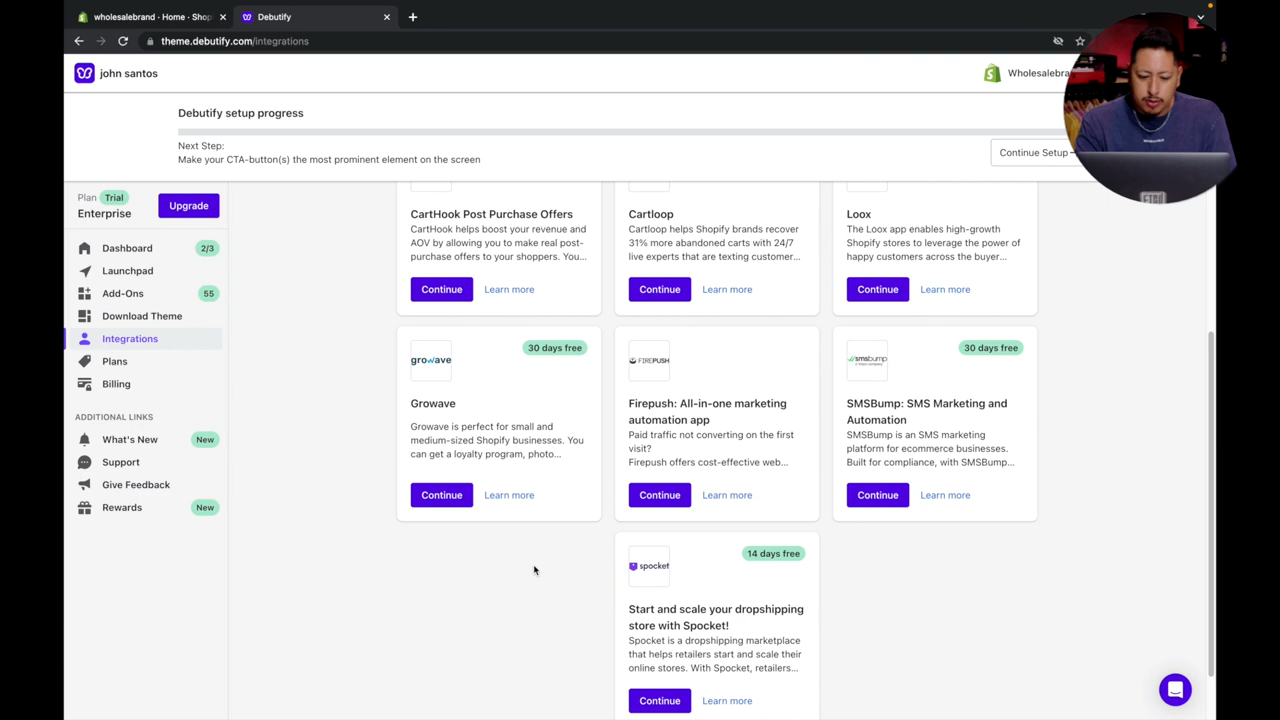 wholesalebrand · Home · Shop
Debutify
theme.debutify.com/integrations
john santos
Wholesalebra
Debutify setup progress
Next Step:
Make your CTA-button(s) the most prominent element on the screen
Continue Setup
Plan Trial
Enterprise
Upgrade
Dashboard 2/3
Launchpad
Add-Ons 55
Download Theme
Integrations
Plans
Billing
ADDITIONAL LINKS
What's New New
Support
Give Feedback
Rewards New
CartHook Post Purchase Offers
CartHook helps boost your revenue and
AOV by allowing you to make real post-
purchase offers to your shoppers. You...
Continue Learn more
Cartloop
Cartloop helps Shopify brands recover
31% more abandoned carts with 24/7
live experts that are texting customer...
Continue Learn more
Loox
The Loox app enables high-growth
Shopify stores to leverage the power of
happy customers across the buyer...
Continue Learn more
growave
30 days free
Growave
Growave is perfect for small and
medium-sized Shopify businesses. You
can get a loyalty program, photo...
Continue Learn more
FIREPUSH
Firepush: All-in-one marketing
automation app
Paid traffic not converting on the first
visit?
Firepush offers cost-effective web...
Continue Learn more
smsbump
30 days free
SMSBump: SMS Marketing and
Automation
SMSBump is an SMS marketing
platform for ecommerce businesses.
Built for compliance, with SMSBump...
Continue Learn more
spocket
14 days free
Start and scale your dropshipping
store with Spocket!
Spocket is a dropshipping marketplace
that helps retailers start and scale their
online stores. With Spocket, retailers...
Continue Learn more